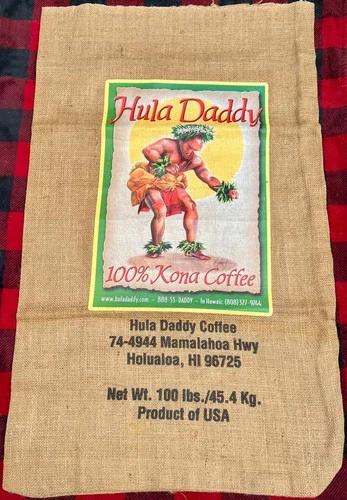 Hula Daddy
100% Kona Coffee
www.huladaddy.com - 888-55-DADDY - In Hawaii: (808) 327-9744
Hula Daddy Coffee
74-4944 Mamalahoa Hwy
Holualoa, HI 96725
Net Wt. 100 lbs./45.4 Kg.
Product of USA